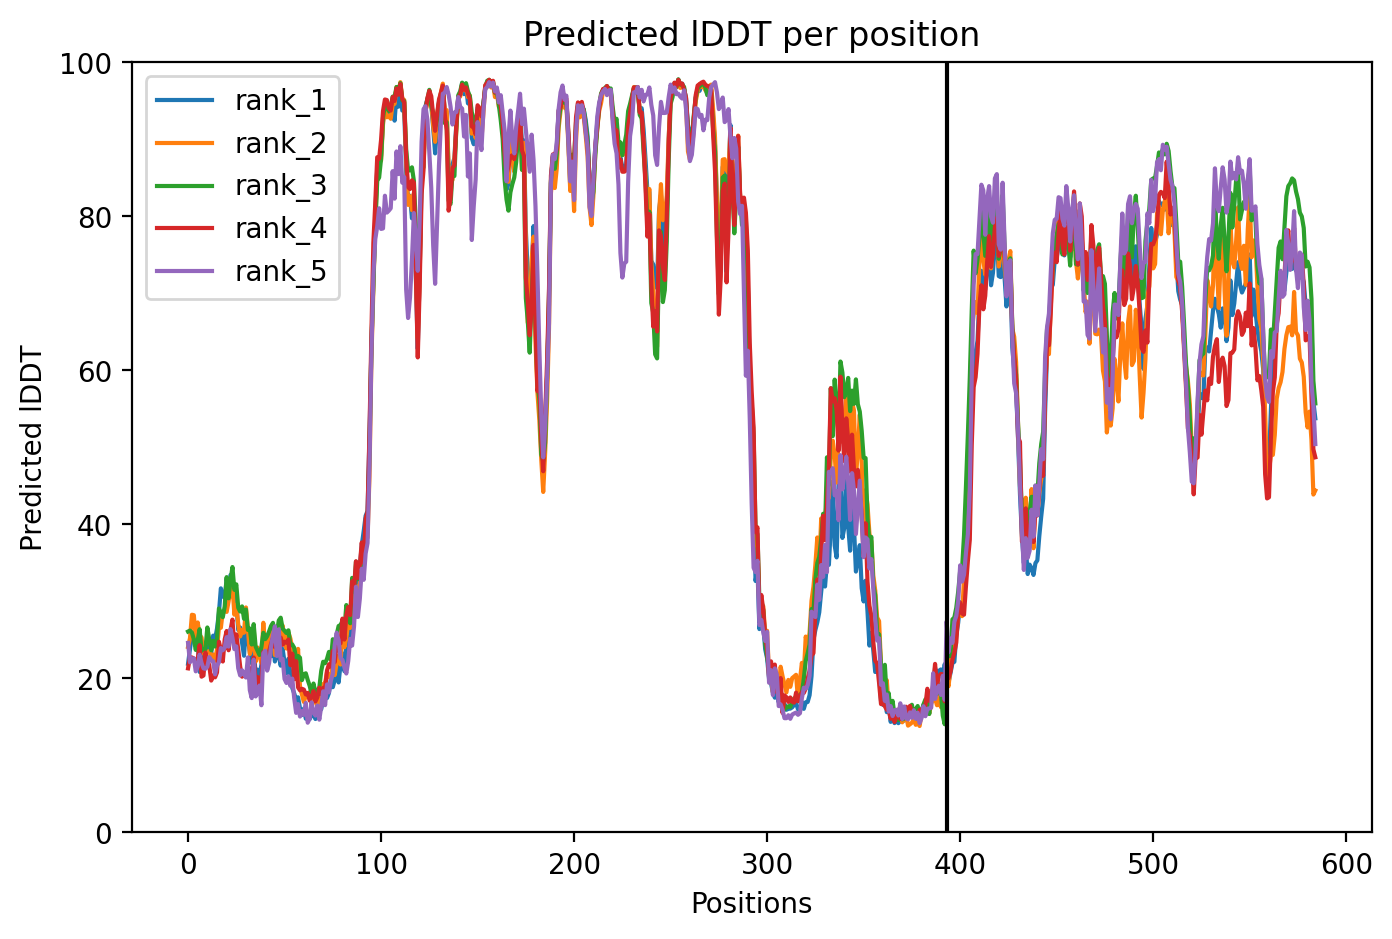 Predicted lDDT per position
100
80
60
40
20
0
Predicted lDDT
rank_1
rank_2
rank_3
rank_4
rank_5
0 100 200 300 400 500 600
Positions